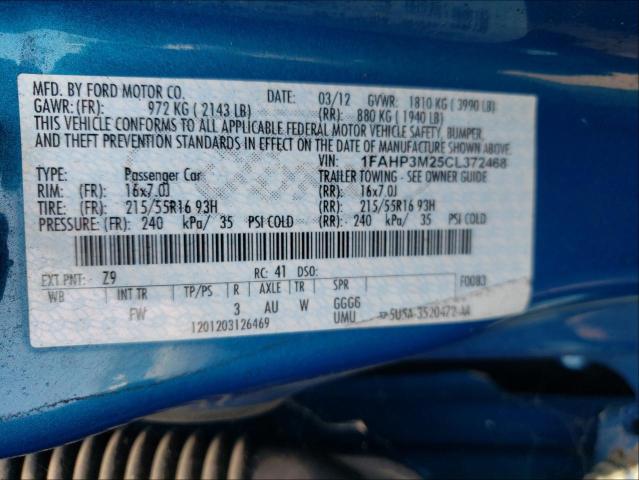 MFD. BY FORD MOTOR CO. DATE: 03/12 GVWR: 1810 KG ( 3990 LB)
GAWR: (FR) 972 KG ( 2143 LB) (RR): 880 KG ( 1940 LB)
THIS VEHICLE CONFORMS TO ALL APPLICABLE FEDERAL MOTOR VEHICLE SAFETY, BUMPER,
AND THEFT PREVENTION STANDARDS IN EFFECT ON THE DATE OF MANUFACTURE SHOWN ABOVE.
VIN: 1FAHP3M25CL372468
TYPE: Passenger Car TRAILER TOWING - SEE OWNER GUIDE
RIM: (FR): 16x7.0J (RR): 16x7.0J
TIRE: (FR): 215/55R16 93H (RR): 215/55R16 93H
PRESSURE: (FR): 240 kPa/ 35 PSI COLD (RR): 240 kPa/ 35 PSI COLD
EXT PNT: Z9 RC: 41 DSO: F0083
WB INT TR TP/PS R AXLE TR SPR
FW 3 AU W GGG6
1201203126469 UMU 5U5A-3520472-AA